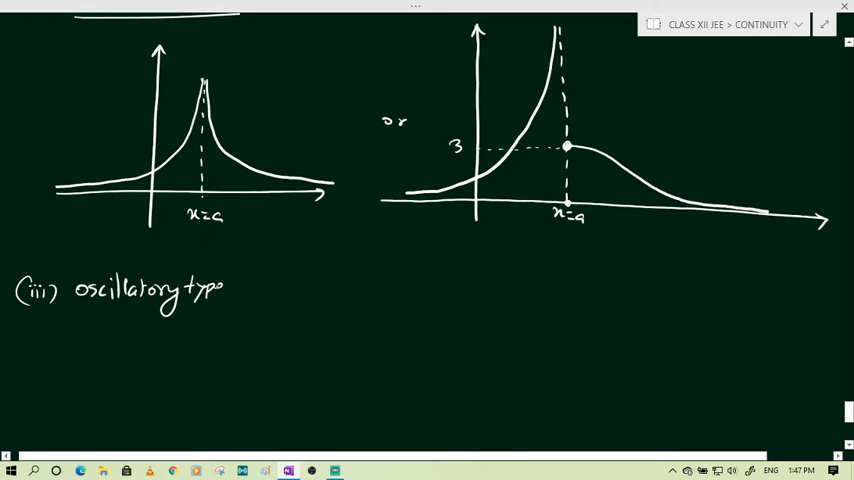 CLASS XII JEE > CONTINUITY
or
3
x=a
x=a
(iii) oscillatory type
ENG 1:47 PM